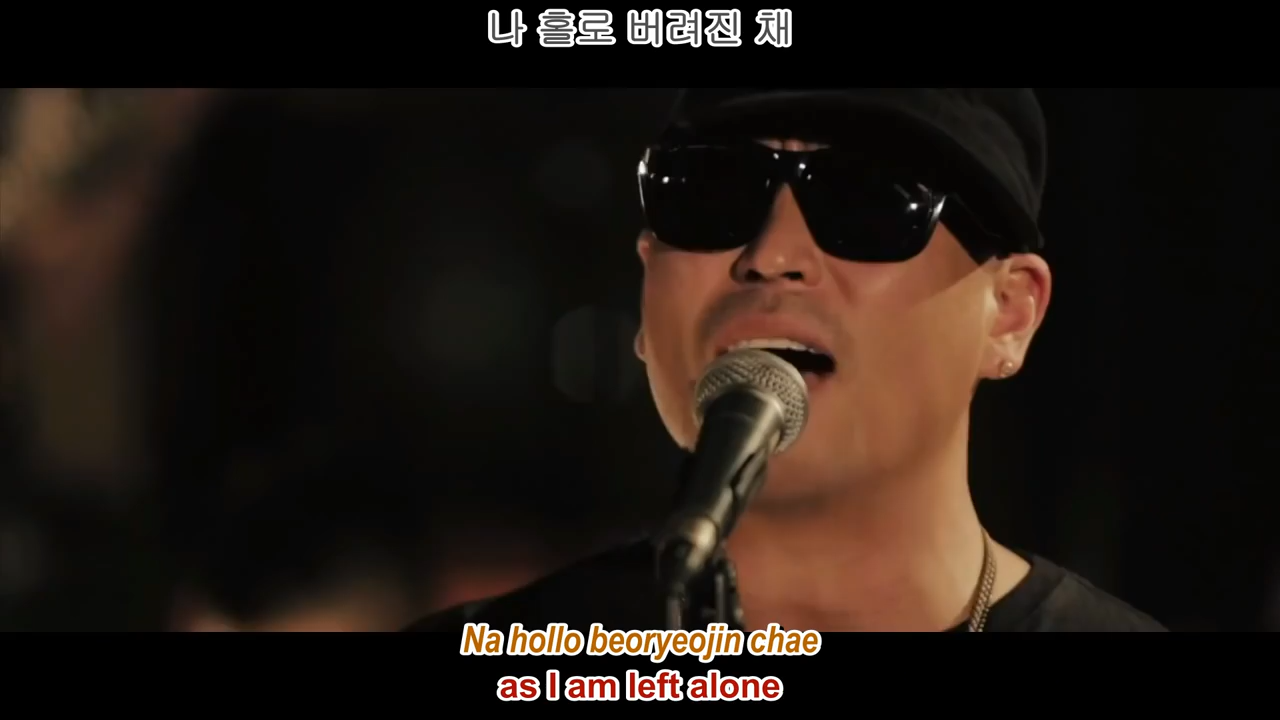 나 홀로 버려진 채
Na hollo beoryeojin chae
as I am left alone